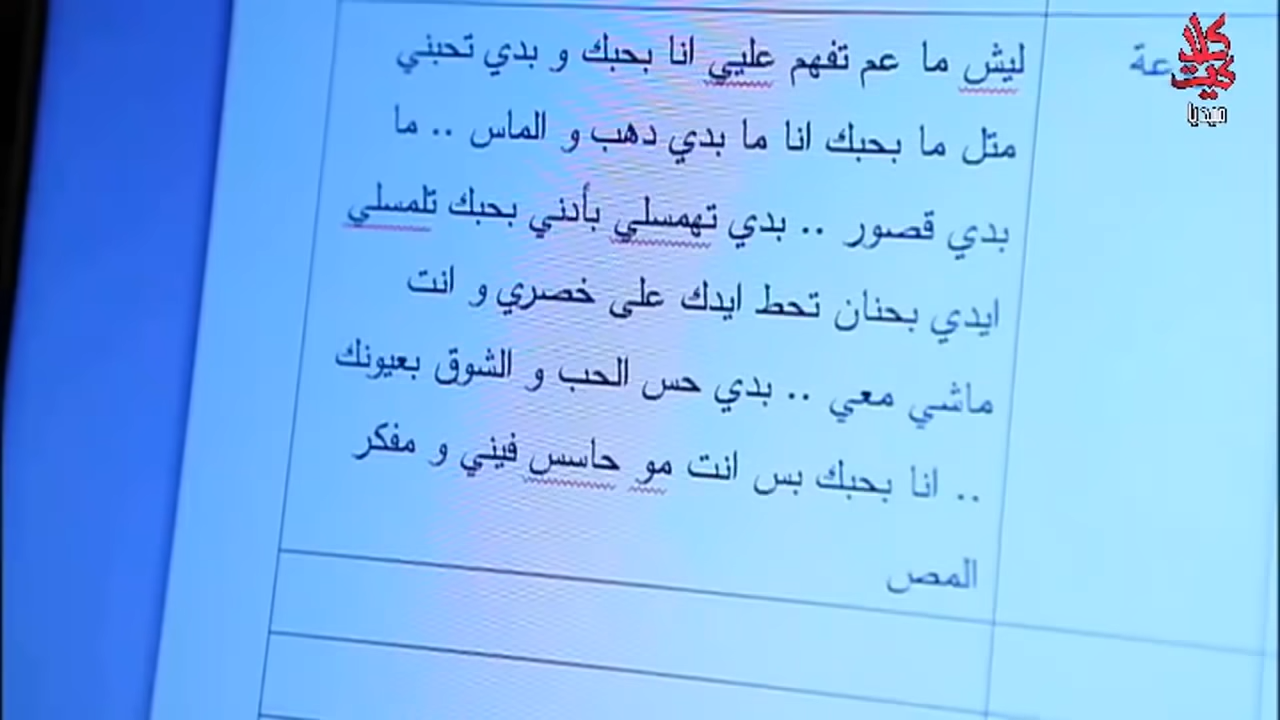 ليش ما عم تفهم عليي انا بحبك و بدي تحبني
متل ما بحبك انا ما بدي دهب و الماس .. ما
بدي قصور .. بدي تهمسلي بأدني بحبك تلمسلي
ايدي بحنان تحط ايدك على خصري و انت
ماشي معي .. بدي حس الحب و الشوق بعيونك
.. انا بحبك بس انت مو حاسس فيني و مفكر
المص
كلاكيت
ميديا